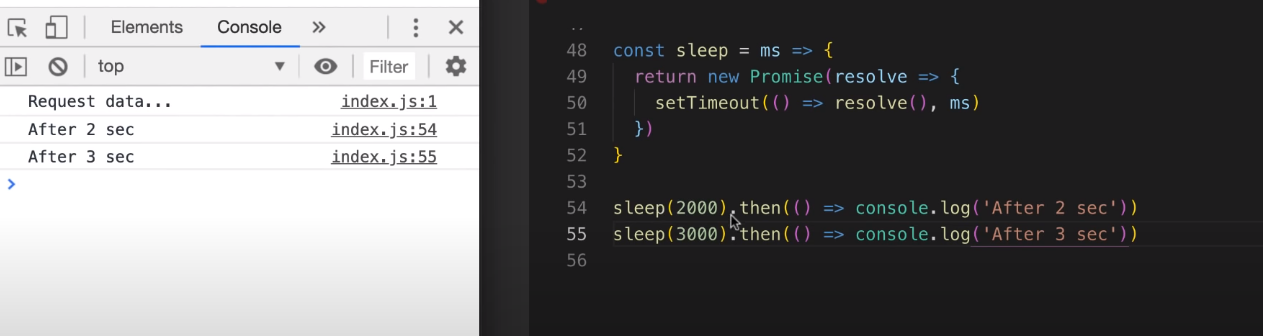 Elements Console »
top Filter
Request data... index.js:1
After 2 sec index.js:54
After 3 sec index.js:55
>
48 const sleep = ms => {
49 return new Promise(resolve => {
50 setTimeout(() => resolve(), ms)
51 })
52 }
53
54 sleep(2000).then(() => console.log('After 2 sec'))
55 sleep(3000).then(() => console.log('After 3 sec'))
56